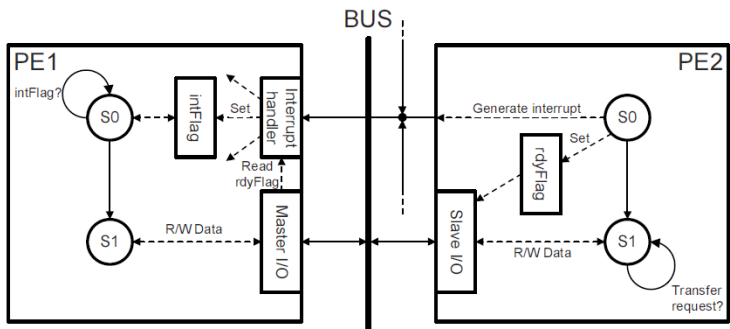 BUS
PE1
PE2
intFlag?
S0
intFlag
Set
Interrupt
handler
Generate interrupt
S0
Set
rdyFlag
Read
rdyFlag
S1
R/W Data
Master I/O
Slave I/O
R/W Data
S1
Transfer
request?